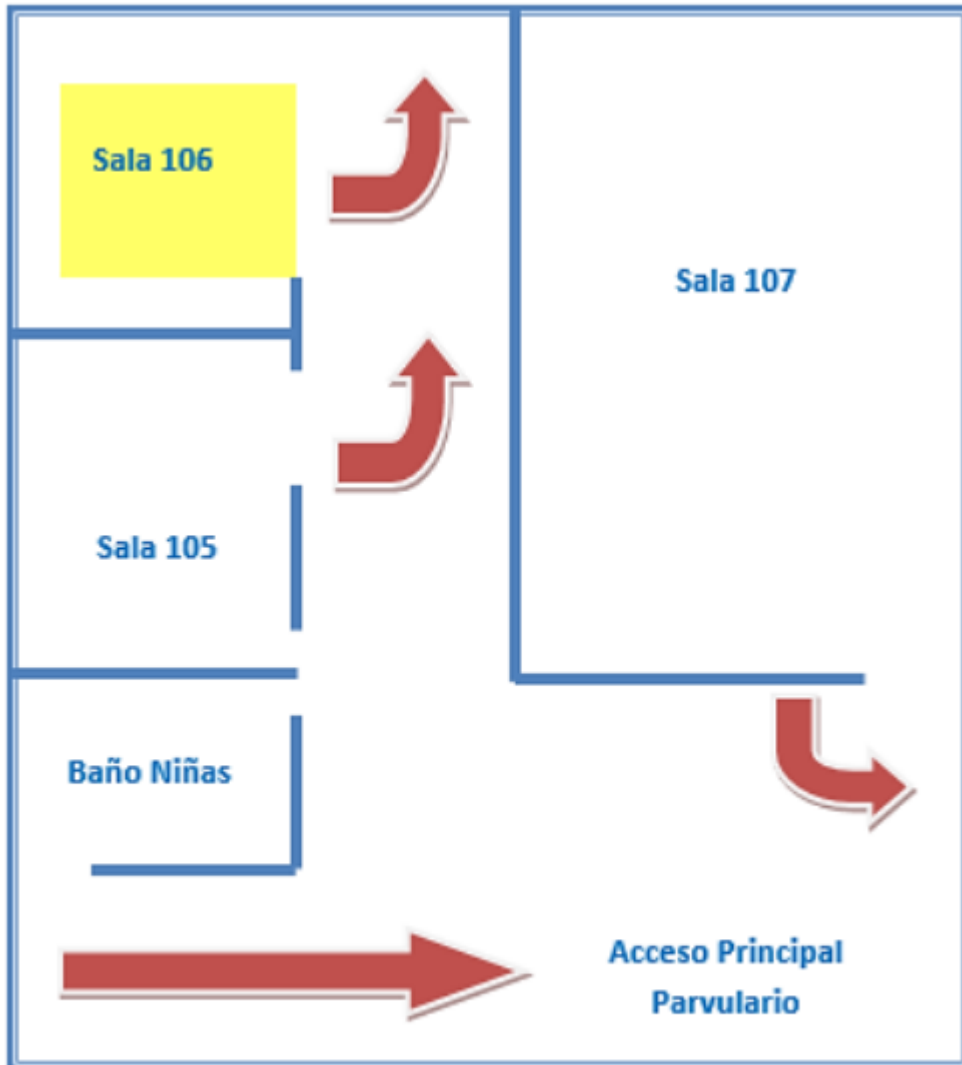 Sala 106
Sala 107
Sala 105
Baño Niñas
Acceso Principal
Parvulario